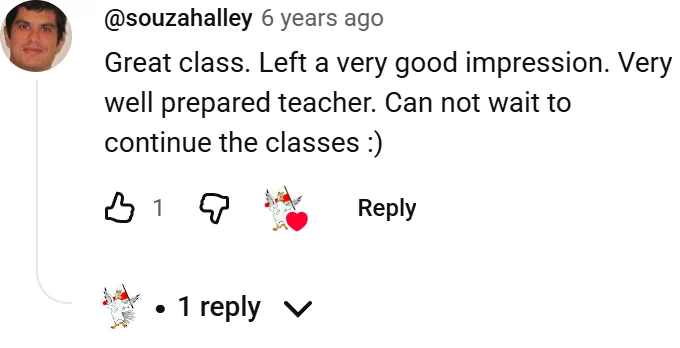 @souzahalley 6 years ago
Great class. Left a very good impression. Very
well prepared teacher. Can not wait to
continue the classes :)
1 Reply
• 1 reply